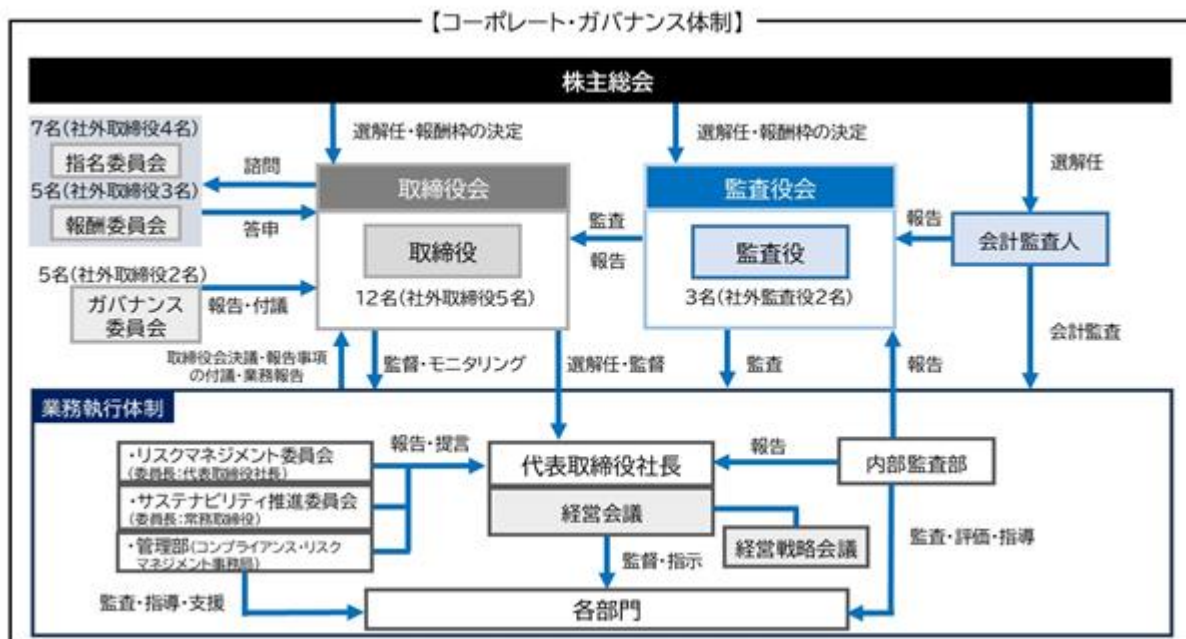 【コーポレート・ガバナンス体制】
株主総会
7名(社外取締役4名)
指名委員会
5名(社外取締役3名)
報酬委員会
諮問
答申
選解任・報酬枠の決定
選解任・報酬枠の決定
選解任
取締役会
取締役
12名(社外取締役5名)
監査
報告
監査役会
監査役
3名(社外監査役2名)
報告
会計監査人
5名(社外取締役2名)
ガバナンス
委員会
報告・付議
取締役会決議・報告事項
の付議・業務報告
監督・モニタリング
選解任・監督
監査
報告
会計監査
業務執行体制
・リスクマネジメント委員会
(委員長:代表取締役社長)
・サステナビリティ推進委員会
(委員長:常務取締役)
・管理部(コンプライアンス・リスク
マネジメント事務局)
報告・提言
代表取締役社長
経営会議
報告
内部監査部
経営戦略会議
監督・指示
監査・評価・指導
監査・指導・支援
各部門